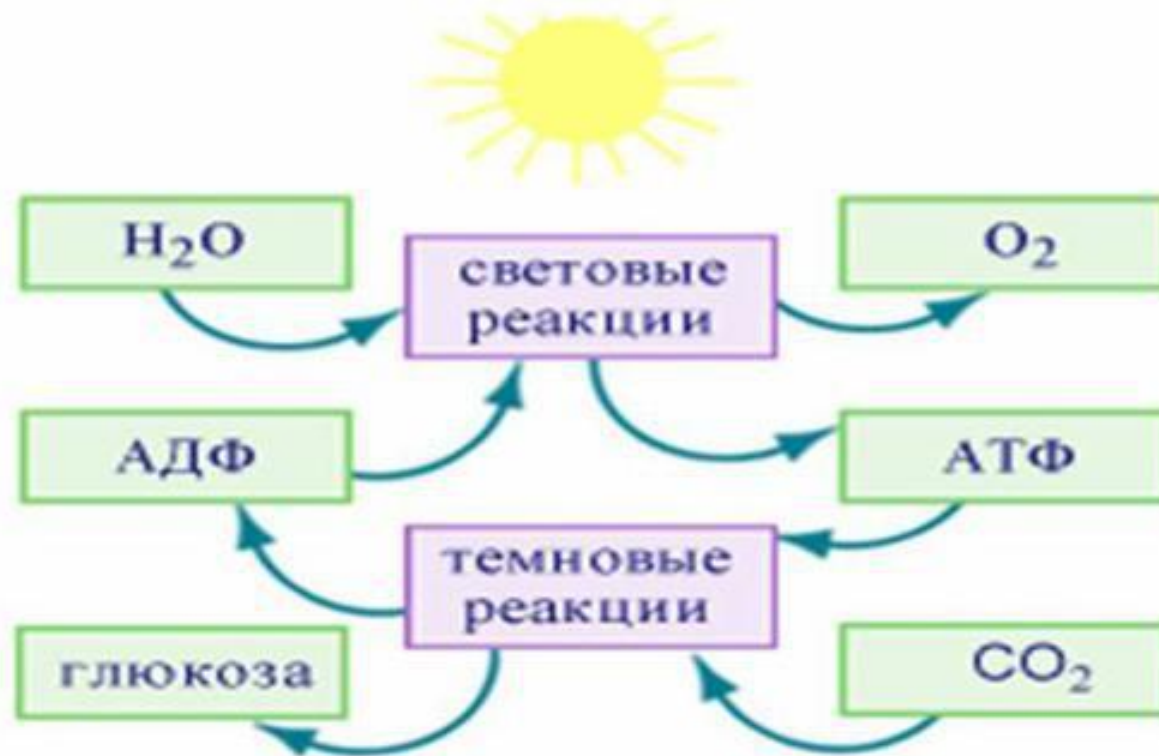 H₂O
световые
реакции
O₂
АДФ
АТФ
темновые
реакции
глюкоза
CO₂